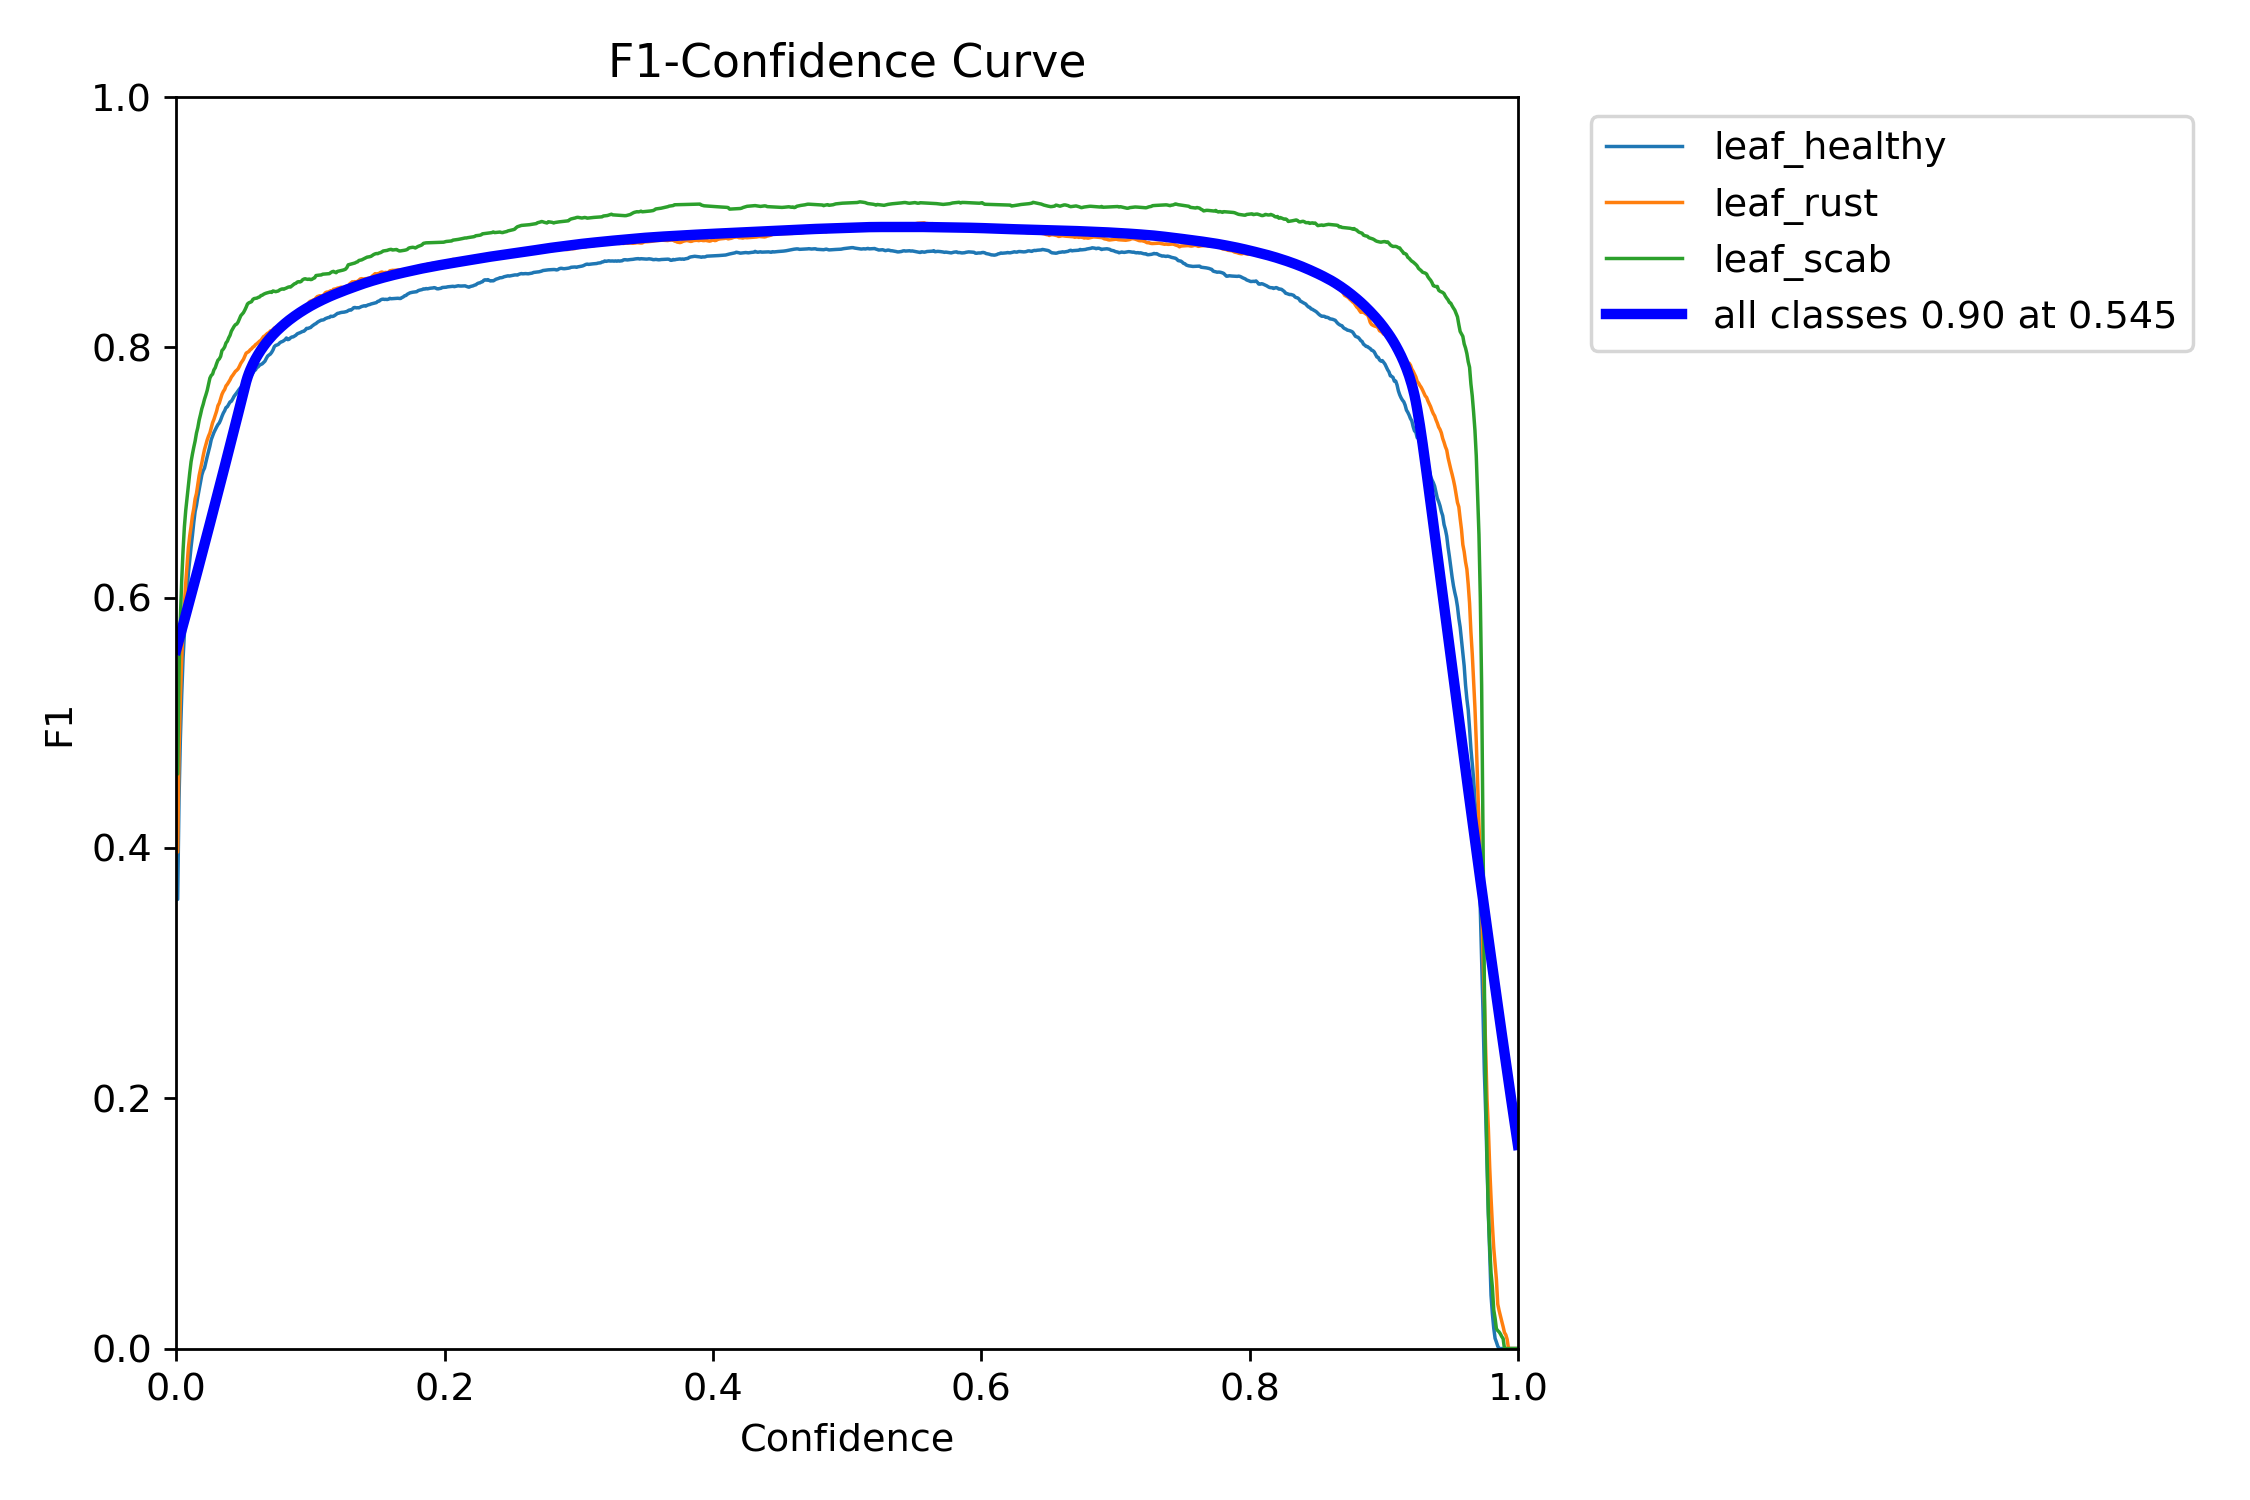 F1-Confidence Curve
1.0
0.8
0.6
0.4
0.2
0.0
F1
0.0 0.2 0.4 0.6 0.8 1.0
Confidence
leaf_healthy
leaf_rust
leaf_scab
all classes 0.90 at 0.545